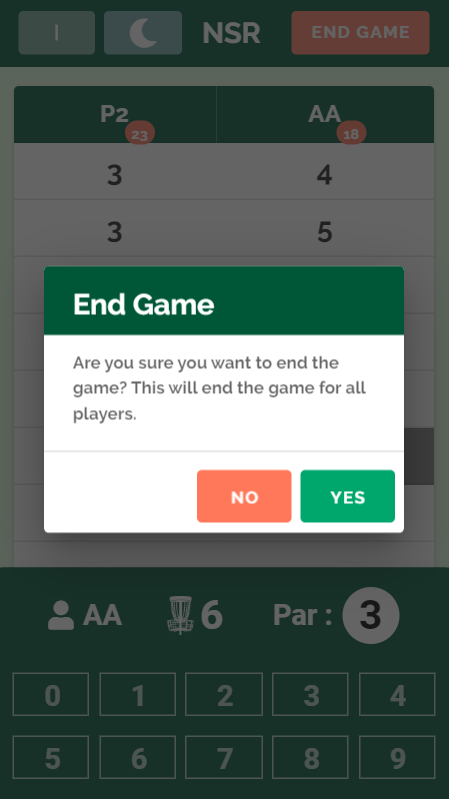 I
NSR
END GAME
P2
23
AA
18
3
4
3
5
End Game
Are you sure you want to end the
game? This will end the game for all
players.
NO
YES
AA
6
Par :
3
0
1
2
3
4
5
6
7
8
9